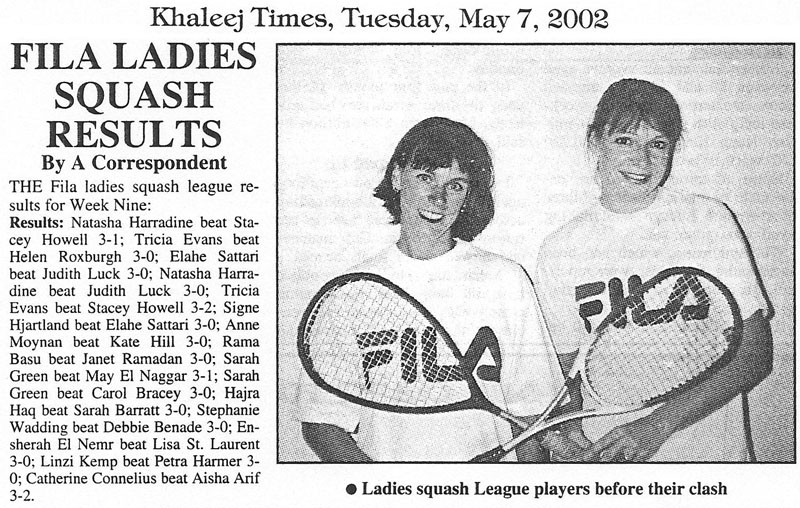 Khaleej Times, Tuesday, May 7, 2002
FILA LADIES
SQUASH
RESULTS
By A Correspondent
THE Fila ladies squash league re-
sults for Week Nine:
Results: Natasha Harradine beat Sta-
cey Howell 3-1; Tricia Evans beat
Helen Roxburgh 3-0; Elahe Sattari
beat Judith Luck 3-0; Natasha Harra-
dine beat Judith Luck 3-0; Tricia
Evans beat Stacey Howell 3-2; Signe
Hjartland beat Elahe Sattari 3-0; Anne
Moynan beat Kate Hill 3-0; Rama
Basu beat Janet Ramadan 3-0; Sarah
Green beat May El Naggar 3-1; Sarah
Green beat Carol Bracey 3-0; Hajra
Haq beat Sarah Barratt 3-0; Stephanie
Wadding beat Debbie Benade 3-0; En-
sherah El Nemr beat Lisa St. Laurent
3-0; Linzi Kemp beat Petra Harmer 3-
0; Catherine Connelius beat Aisha Arif
3-2.
FILA
FILA
● Ladies squash League players before their clash